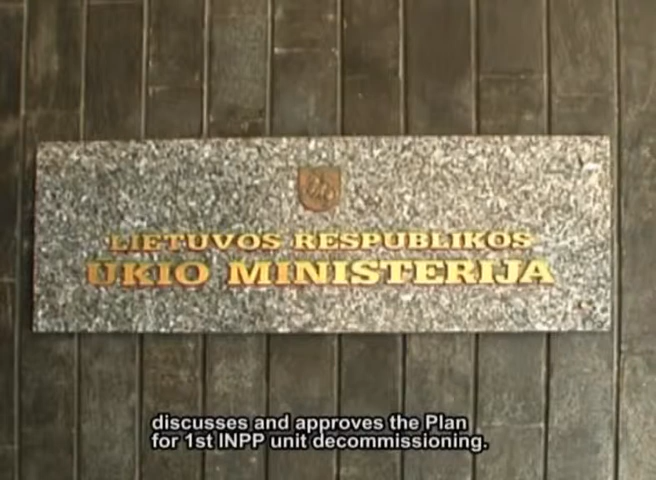 LIETUVOS RESPUBLIKOS
ŪKIO MINISTERIJA
discusses and approves the Plan
for 1st INPP unit decommissioning.